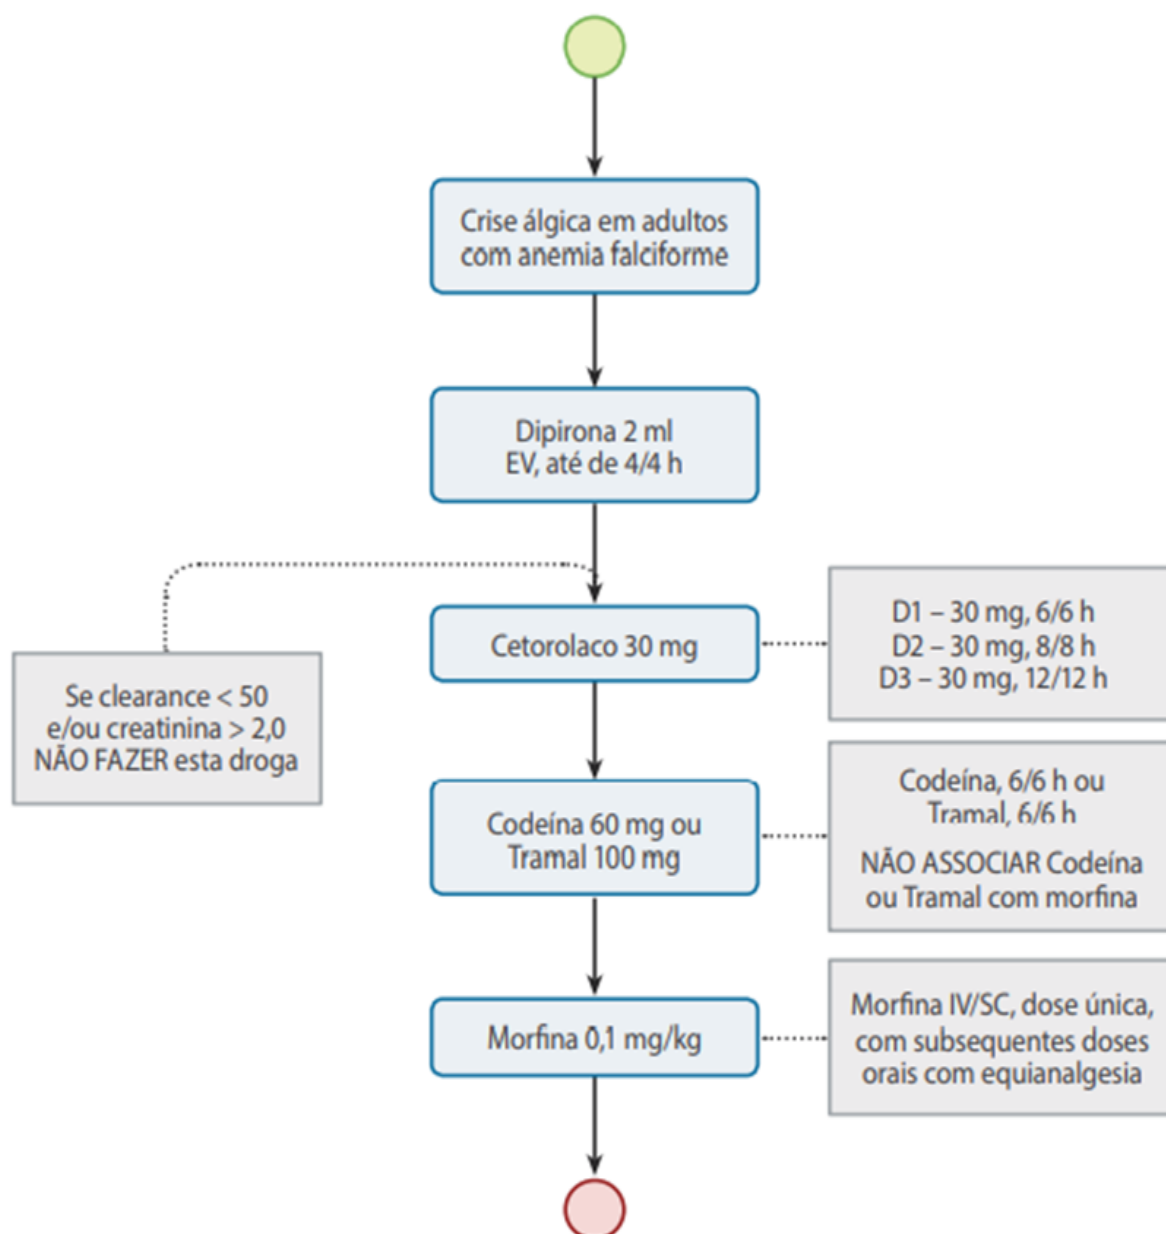 Crise álgica em adultos
com anemia falciforme
Dipirona 2 ml
EV, até de 4/4 h
Cetorolaco 30 mg
D1 – 30 mg, 6/6 h
D2 – 30 mg, 8/8 h
D3 – 30 mg, 12/12 h
Se clearance < 50
e/ou creatinina > 2,0
NÃO FAZER esta droga
Codeína 60 mg ou
Tramal 100 mg
Codeína, 6/6 h ou
Tramal, 6/6 h
NÃO ASSOCIAR Codeína
ou Tramal com morfina
Morfina 0,1 mg/kg
Morfina IV/SC, dose única,
com subsequentes doses
orais com equianalgesia